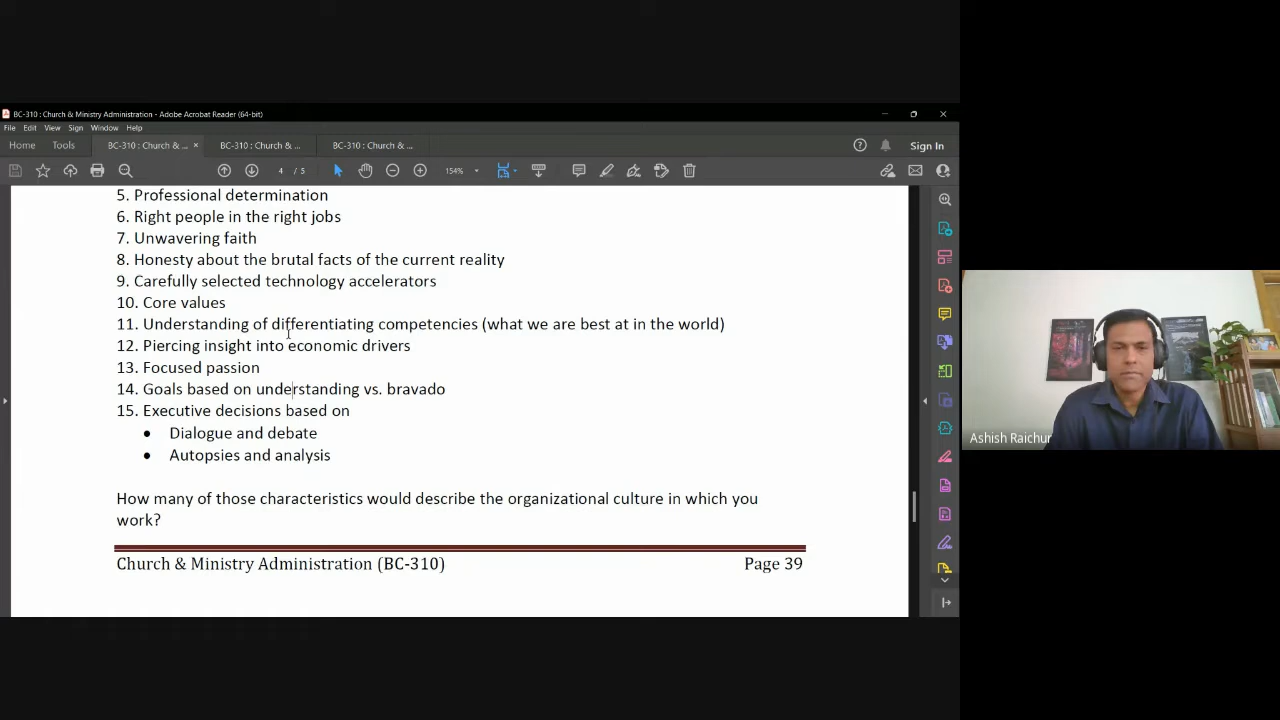 BC-310 : Church & Ministry Administration - Adobe Acrobat Reader (64-bit)
File Edit View Sign Window Help
Home Tools BC-310 : Church & ... × BC-310 : Church & ... BC-310 : Church & ... Sign In
4 / 5 154%
5. Professional determination
6. Right people in the right jobs
7. Unwavering faith
8. Honesty about the brutal facts of the current reality
9. Carefully selected technology accelerators
10. Core values
11. Understanding of differentiating competencies (what we are best at in the world)
12. Piercing insight into economic drivers
13. Focused passion
14. Goals based on understanding vs. bravado
15. Executive decisions based on
• Dialogue and debate
• Autopsies and analysis
How many of those characteristics would describe the organizational culture in which you
work?
Church & Ministry Administration (BC-310) Page 39
Ashish Raichur